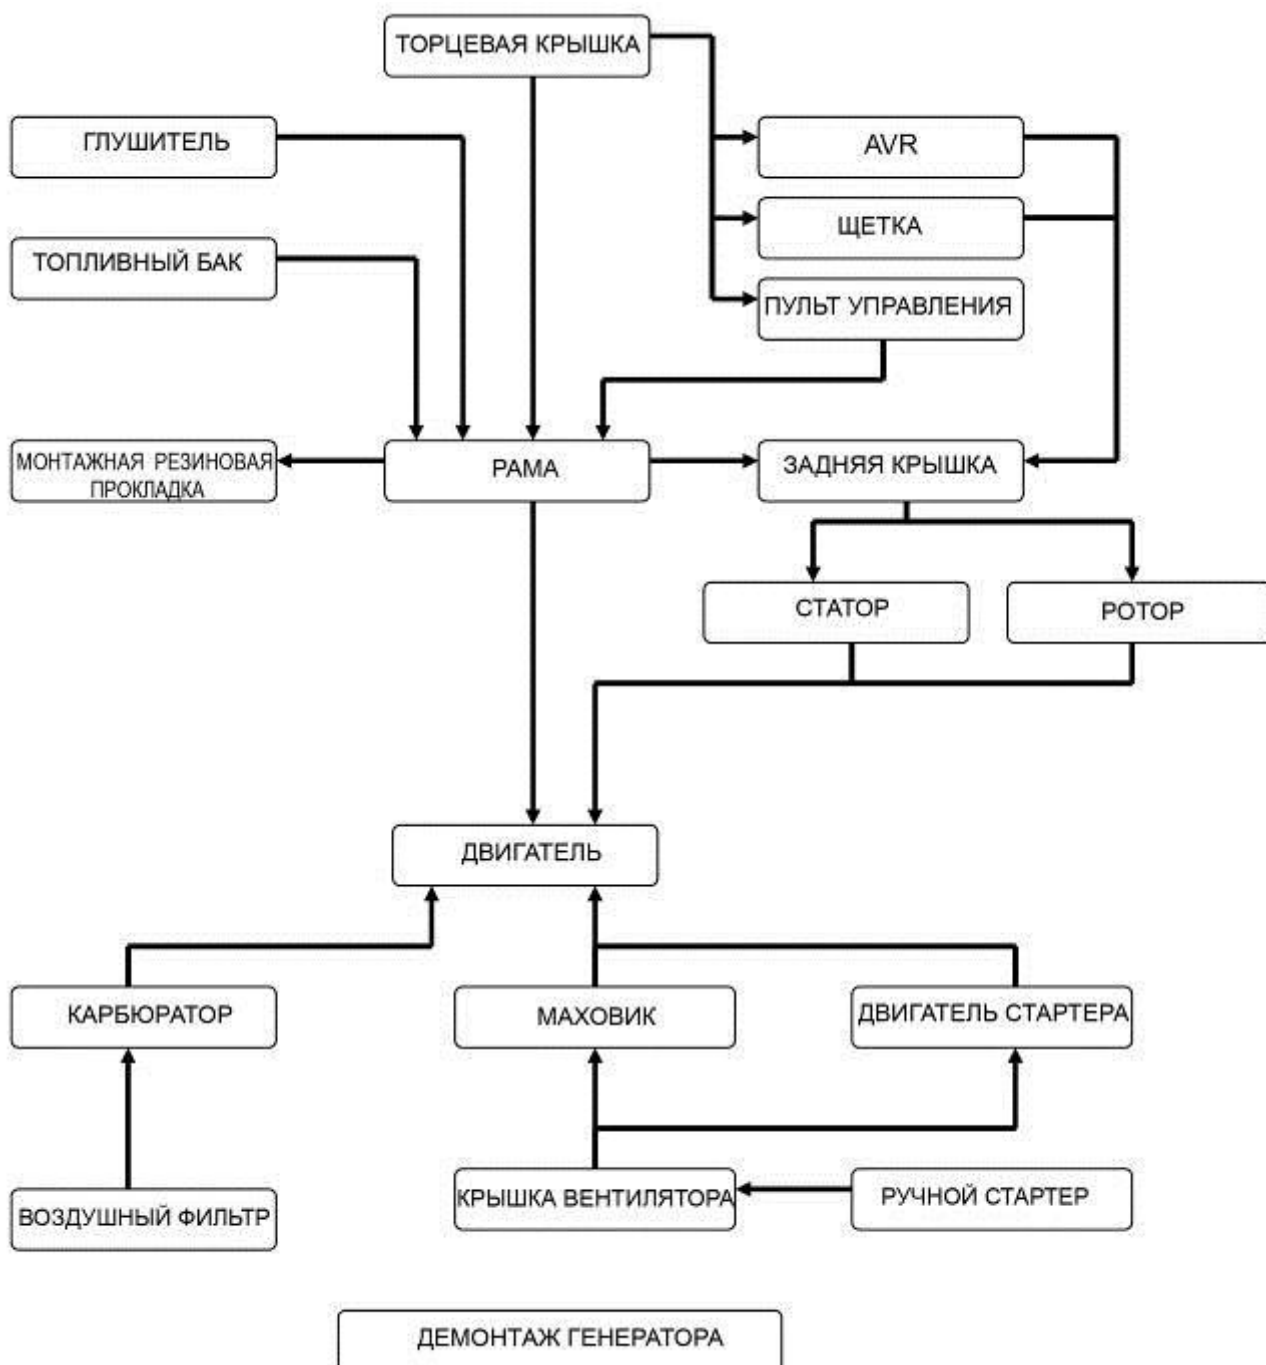 ТОРЦЕВАЯ КРЫШКА
ГЛУШИТЕЛЬ
AVR
ЩЕТКА
ТОПЛИВНЫЙ БАК
ПУЛЬТ УПРАВЛЕНИЯ
МОНТАЖНАЯ РЕЗИНОВАЯ
ПРОКЛАДКА
РАМА
ЗАДНЯЯ КРЫШКА
СТАТОР
РОТОР
ДВИГАТЕЛЬ
КАРБЮРАТОР
МАХОВИК
ДВИГАТЕЛЬ СТАРТЕРА
ВОЗДУШНЫЙ ФИЛЬТР
КРЫШКА ВЕНТИЛЯТОРА
РУЧНОЙ СТАРТЕР
ДЕМОНТАЖ ГЕНЕРАТОРА